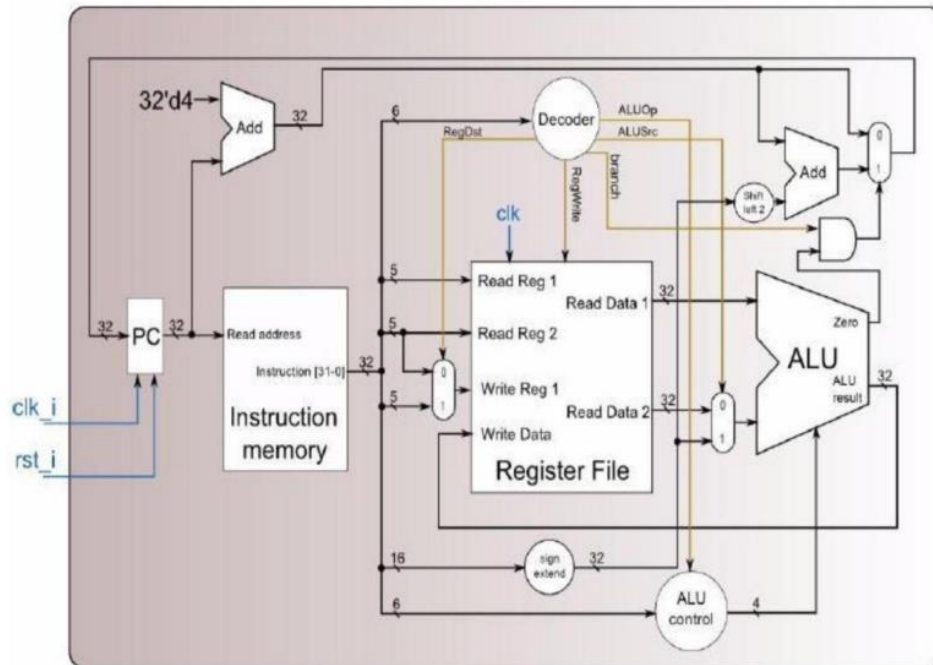 32'd4
Add
32
6
Decoder
ALUOp
ALUSrc
RegDst
branch
RegWrite
0
1
Add
Shift
left 2
clk
5
Read Reg 1
Read Data 1
32
5
Read Reg 2
32
PC
32
Read address
Instruction [31-0]
32
Instruction
memory
0
1
5
Write Reg 1
Read Data 2
32
0
1
Write Data
Register File
Zero
ALU
ALU
result
32
clk_i
rst_i
16
sign
extend
32
6
ALU
control
4